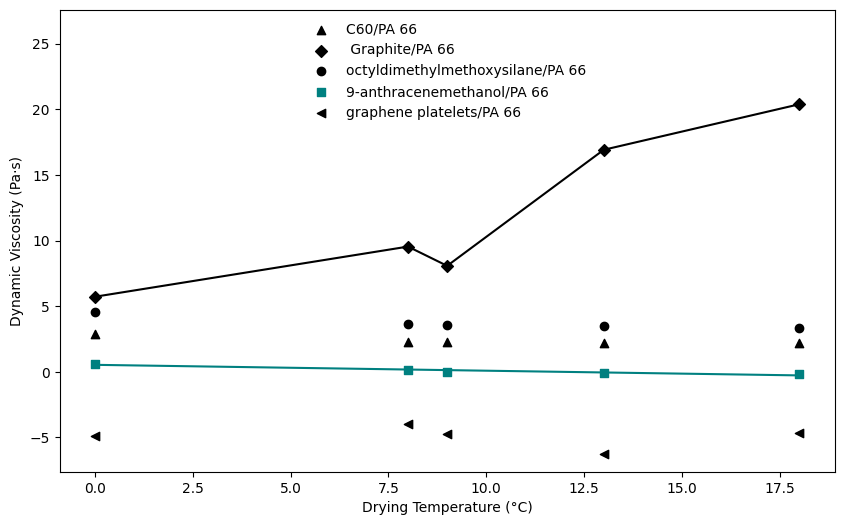 C60/PA 66
Graphite/PA 66
octyldimethylmethoxysilane/PA 66
9-anthracenemethanol/PA 66
graphene platelets/PA 66
25
20
15
10
5
0
−5
Dynamic Viscosity (Pa·s)
0.0 2.5 5.0 7.5 10.0 12.5 15.0 17.5
Drying Temperature (°C)